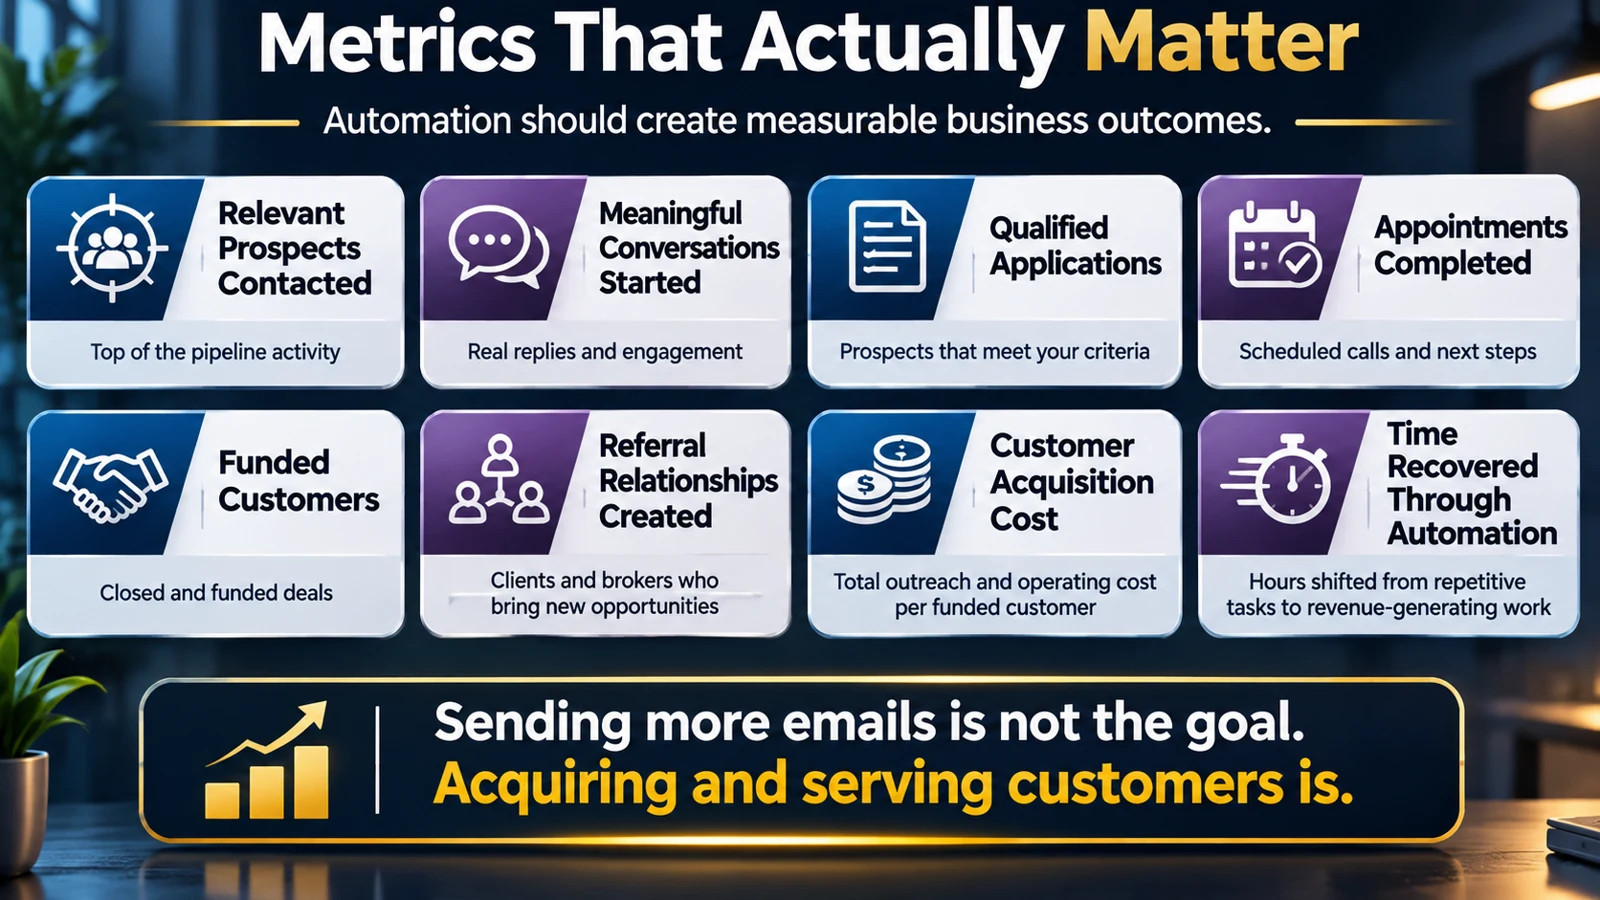 Metrics That Actually Matter
Automation should create measurable business outcomes.
Relevant
Prospects
Contacted
Top of the pipeline activity
Meaningful
Conversations
Started
Real replies and engagement
Qualified
Applications
Prospects that meet your criteria
Appointments
Completed
Scheduled calls and next steps
Funded
Customers
Closed and funded deals
Referral
Relationships
Created
Clients and brokers who
bring new opportunities
Customer
Acquisition
Cost
Total outreach and operating cost
per funded customer
Time
Recovered
Through
Automation
Hours shifted from repetitive
tasks to revenue-generating work
Sending more emails is not the goal.
Acquiring and serving customers is.